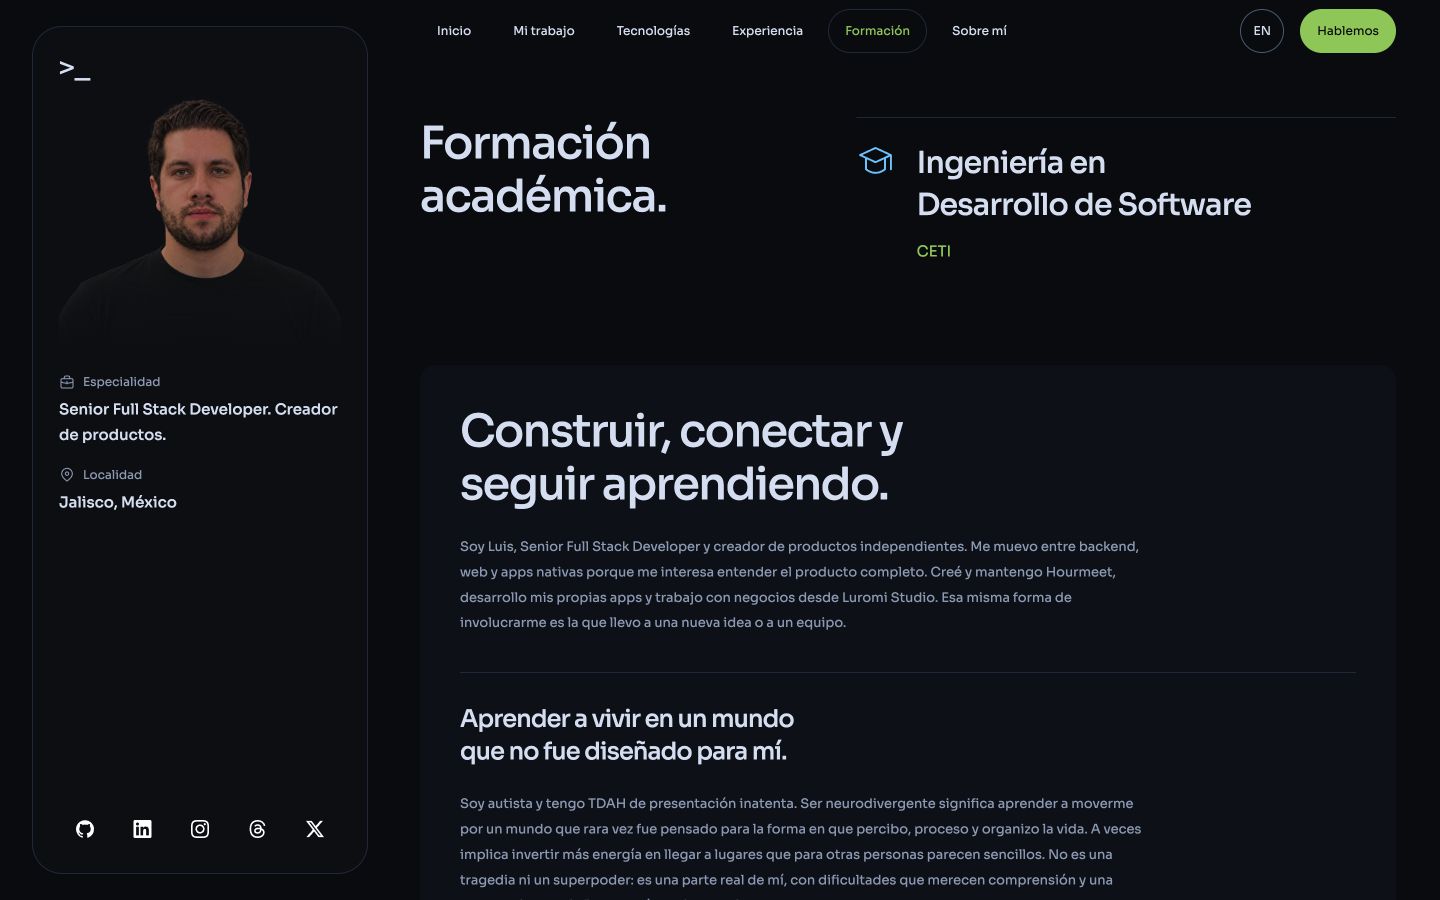 >_
Especialidad
Senior Full Stack Developer. Creador
de productos.
Localidad
Jalisco, México
Inicio
Mi trabajo
Tecnologías
Experiencia
Formación
Sobre mí
EN
Hablemos
Formación
académica.
Ingeniería en
Desarrollo de Software
CETI
Construir, conectar y
seguir aprendiendo.
Soy Luis, Senior Full Stack Developer y creador de productos independientes. Me muevo entre backend,
web y apps nativas porque me interesa entender el producto completo. Creé y mantengo Hourmeet,
desarrollo mis propias apps y trabajo con negocios desde Luromi Studio. Esa misma forma de
involucrarme es la que llevo a una nueva idea o a un equipo.
Aprender a vivir en un mundo
que no fue diseñado para mí.
Soy autista y tengo TDAH de presentación inatenta. Ser neurodivergente significa aprender a moverme
por un mundo que rara vez fue pensado para la forma en que percibo, proceso y organizo la vida. A veces
implica invertir más energía en llegar a lugares que para otras personas parecen sencillos. No es una
tragedia ni un superpoder: es una parte real de mí, con dificultades que merecen comprensión y una